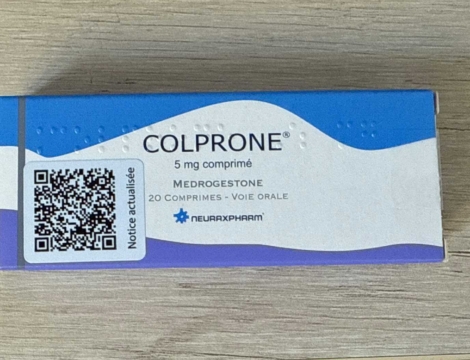 COLPRONE®
5 mg comprimé
MEDROGESTONE
20 COMPRIMES - VOIE ORALE
NEURAXPHARM
Notice actualisée